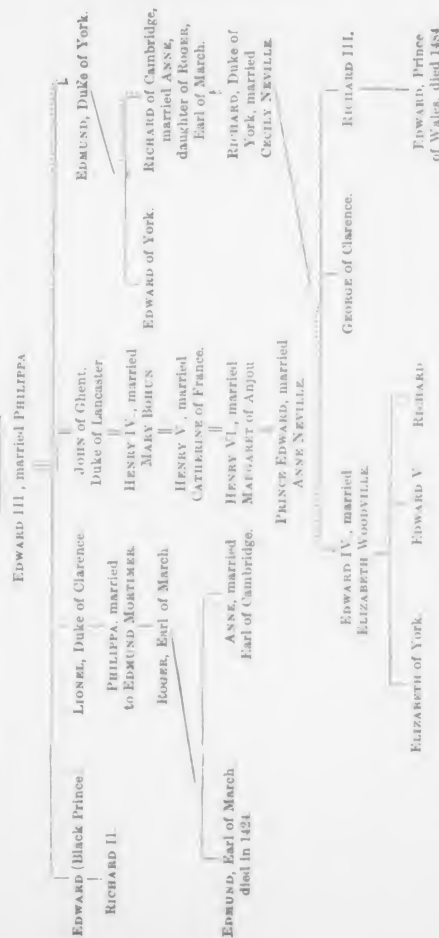 EDWARD III, married PHILIPPA
EDWARD (Black Prince.
RICHARD II.
LIONEL, Duke of Clarence.
PHILIPPA, married
to EDMUND MORTIMER.
ROGER, Earl of March.
EDMUND, Earl of March
died in 1424.
ANNE, married
Earl of Cambridge.
JOHN of Ghent,
Duke of Lancaster
HENRY IV., married
MARY BOHUN
HENRY V., married
CATHERINE of France.
HENRY VI., married
MARGARET of Anjou
PRINCE EDWARD, married
ANNE NEVILLE.
EDMUND, Duke of York.
EDWARD of York.
RICHARD of Cambridge,
married ANNE,
daughter of ROGER,
Earl of March.
RICHARD, Duke of
York, married
CECILY NEVILLE.
EDWARD IV., married
ELIZABETH WOODVILLE
ELIZABETH of York.
EDWARD V
RICHARD
GEORGE of Clarence.
RICHARD III.
EDWARD, Prince
of Wales, died 1484.